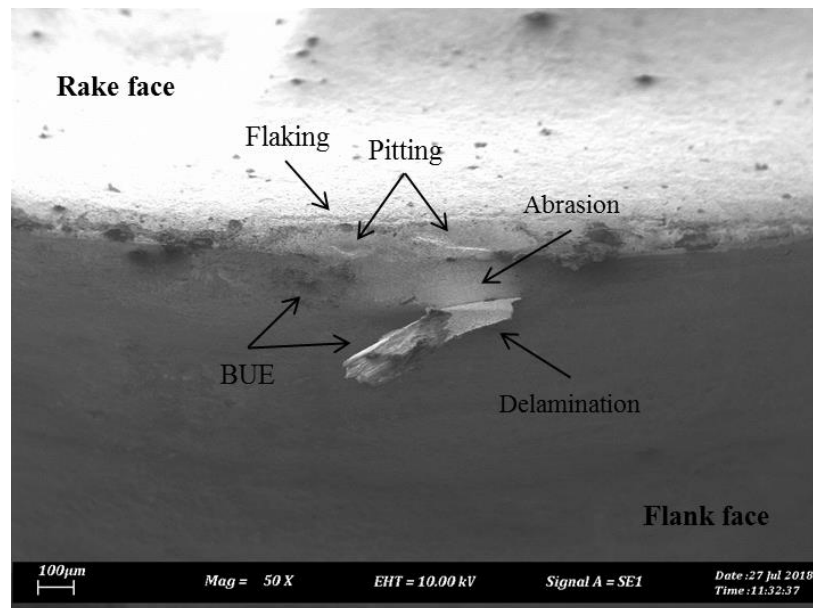 Rake face
Flaking
Pitting
Abrasion
BUE
Delamination
Flank face
100µm
Mag = 50 X
EHT = 10.00 kV
Signal A = SE1
Date :27 Jul 2018
Time :11:32:37